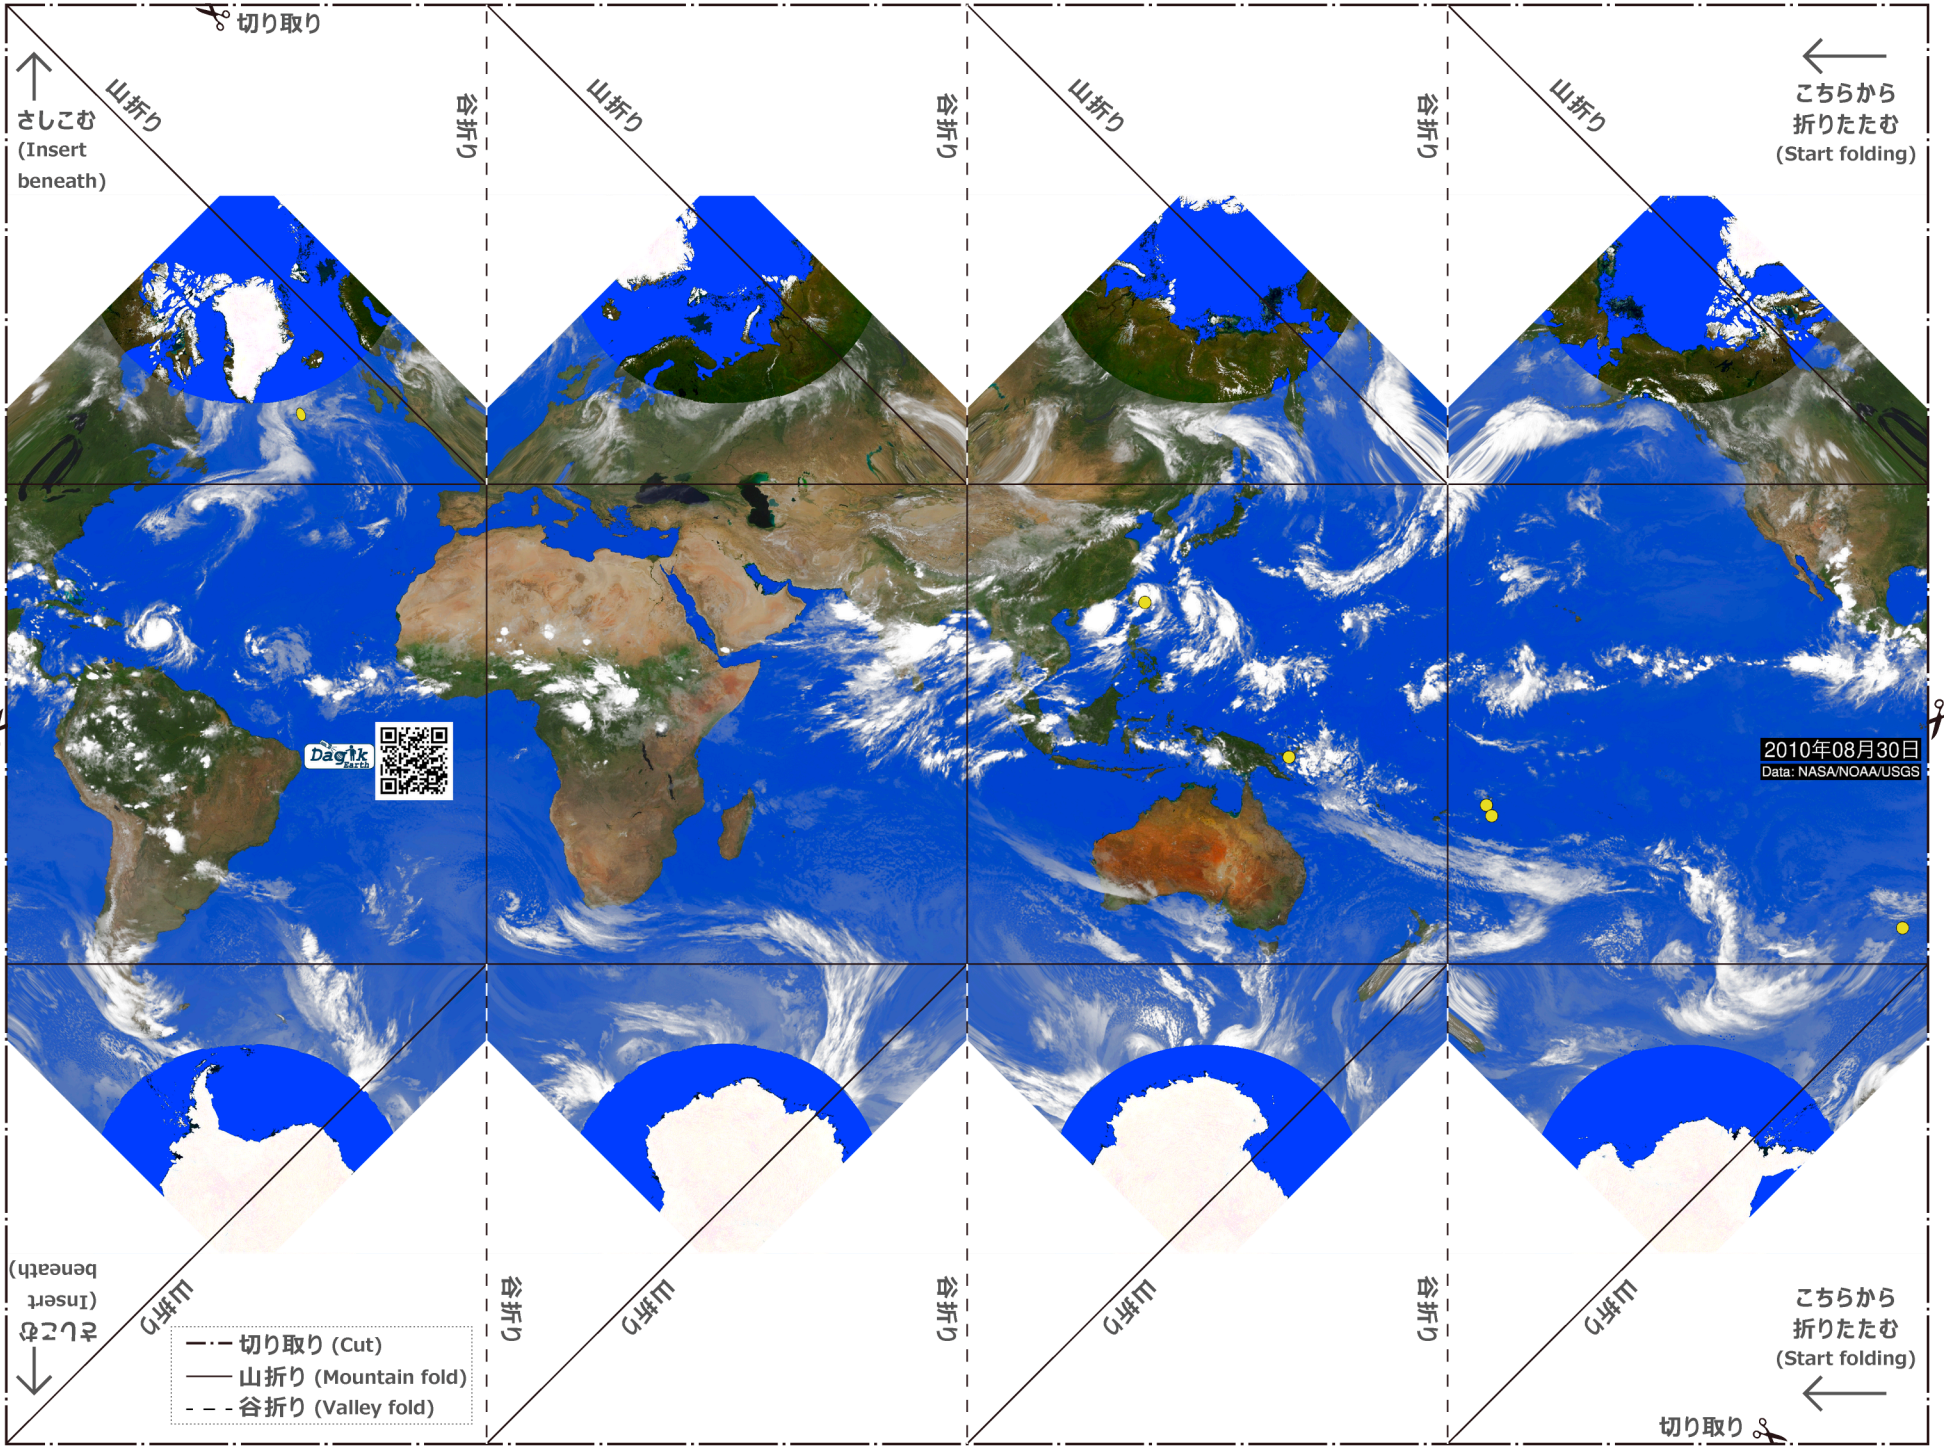 切り取り
さしこむ
(Insert
beneath)
山折り
谷折り
山折り
谷折り
山折り
谷折り
山折り
こちらから
折りたたむ
(Start folding)
Dagik
Earth
2010年08月30日
Data: NASA/NOAA/USGS
さしこむ
(Insert
beneath)
山折り
谷折り
山折り
谷折り
山折り
谷折り
山折り
こちらから
折りたたむ
(Start folding)
切り取り (Cut)
山折り (Mountain fold)
谷折り (Valley fold)
切り取り